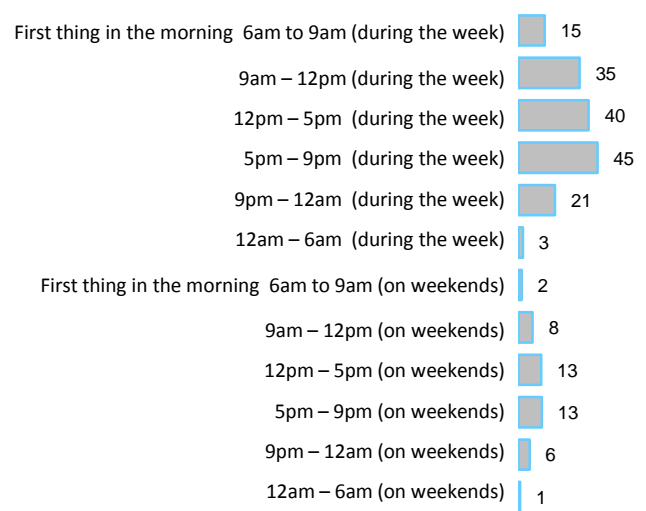 First thing in the morning  6am to 9am (during the week) 15
9am – 12pm (during the week) 35
12pm – 5pm  (during the week) 40
5pm – 9pm  (during the week) 45
9pm – 12am  (during the week) 21
12am – 6am  (during the week) 3
First thing in the morning  6am to 9am (on weekends) 2
9am – 12pm (on weekends) 8
12pm – 5pm (on weekends) 13
5pm – 9pm (on weekends) 13
9pm – 12am (on weekends) 6
12am – 6am (on weekends) 1